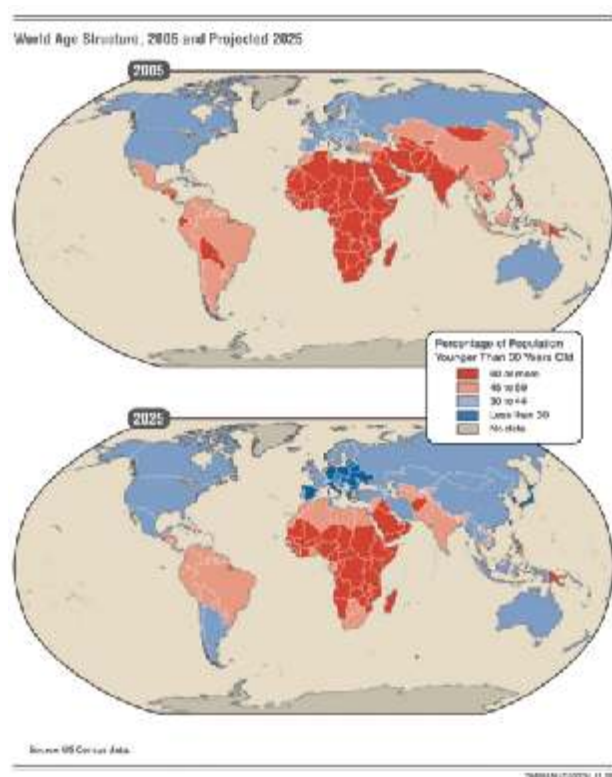 World Age Structure, 2005 and Projected 2025
2005
Percentage of Population
Younger Than 30 Years Old
60 or more
45 to 59
30 to 44
Less than 30
No data
2025
Source: US Census data.